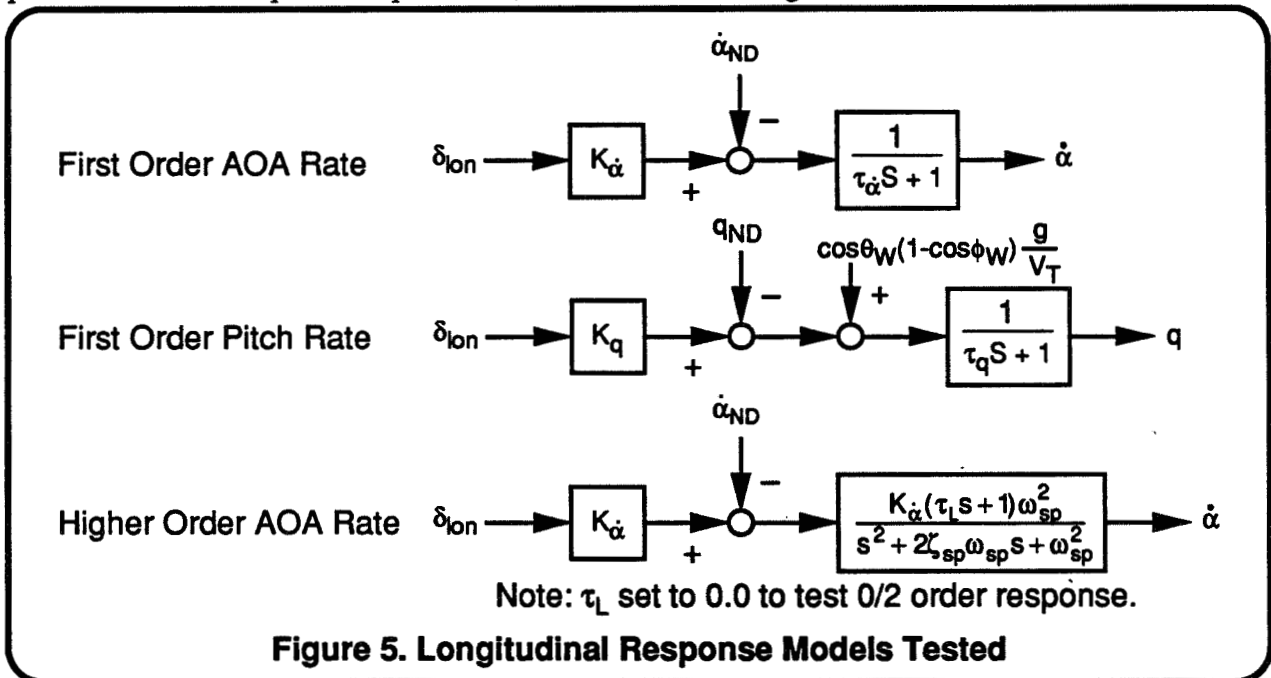 α̇ND
First Order AOA Rate δlon Kα̇ + − 1 / (τα̇S + 1) α̇
qND cosθW(1-cosϕW) g/VT
First Order Pitch Rate δlon Kq + − + 1 / (τqS + 1) q
α̇ND
Higher Order AOA Rate δlon Kα̇ + − Kα̇(τLs + 1)ω²sp / (s² + 2ζspωsps + ω²sp) α̇
Note: τL set to 0.0 to test 0/2 order response.
Figure 5. Longitudinal Response Models Tested